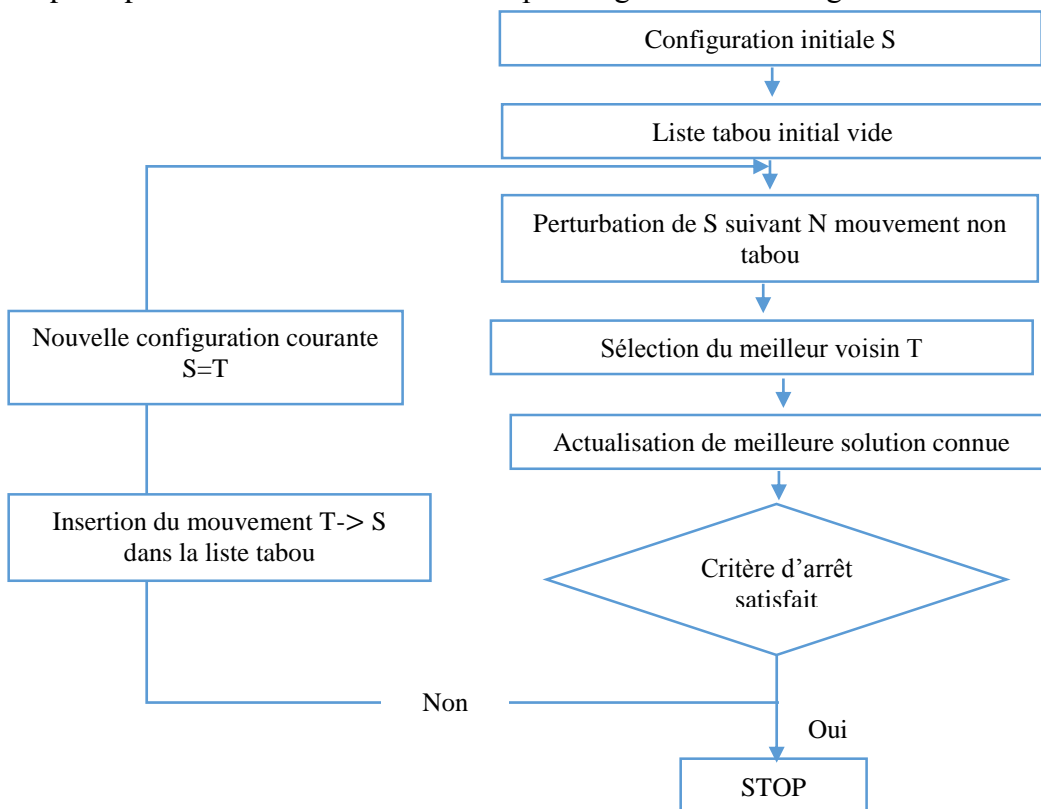 Configuration initiale S
Liste tabou initial vide
Perturbation de S suivant N mouvement non
tabou
Sélection du meilleur voisin T
Actualisation de meilleure solution connue
Critère d'arrêt
satisfait
Nouvelle configuration courante
S=T
Insertion du mouvement T-> S
dans la liste tabou
Non
Oui
STOP